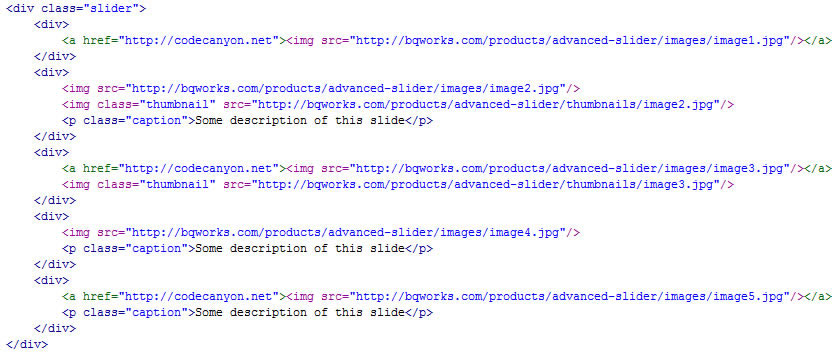 <div class="slider">
    <div>
        <a href="http://codecanyon.net"><img src="http://bqworks.com/products/advanced-slider/images/image1.jpg"/></a>
    </div>
    <div>
        <img src="http://bqworks.com/products/advanced-slider/images/image2.jpg"/>
        <img class="thumbnail" src="http://bqworks.com/products/advanced-slider/thumbnails/image2.jpg"/>
        <p class="caption">Some description of this slide</p>
    </div>
    <div>
        <a href="http://codecanyon.net"><img src="http://bqworks.com/products/advanced-slider/images/image3.jpg"/></a>
        <img class="thumbnail" src="http://bqworks.com/products/advanced-slider/thumbnails/image3.jpg"/>
    </div>
    <div>
        <img src="http://bqworks.com/products/advanced-slider/images/image4.jpg"/>
        <p class="caption">Some description of this slide</p>
    </div>
    <div>
        <a href="http://codecanyon.net"><img src="http://bqworks.com/products/advanced-slider/images/image5.jpg"/></a>
        <p class="caption">Some description of this slide</p>
    </div>
</div>